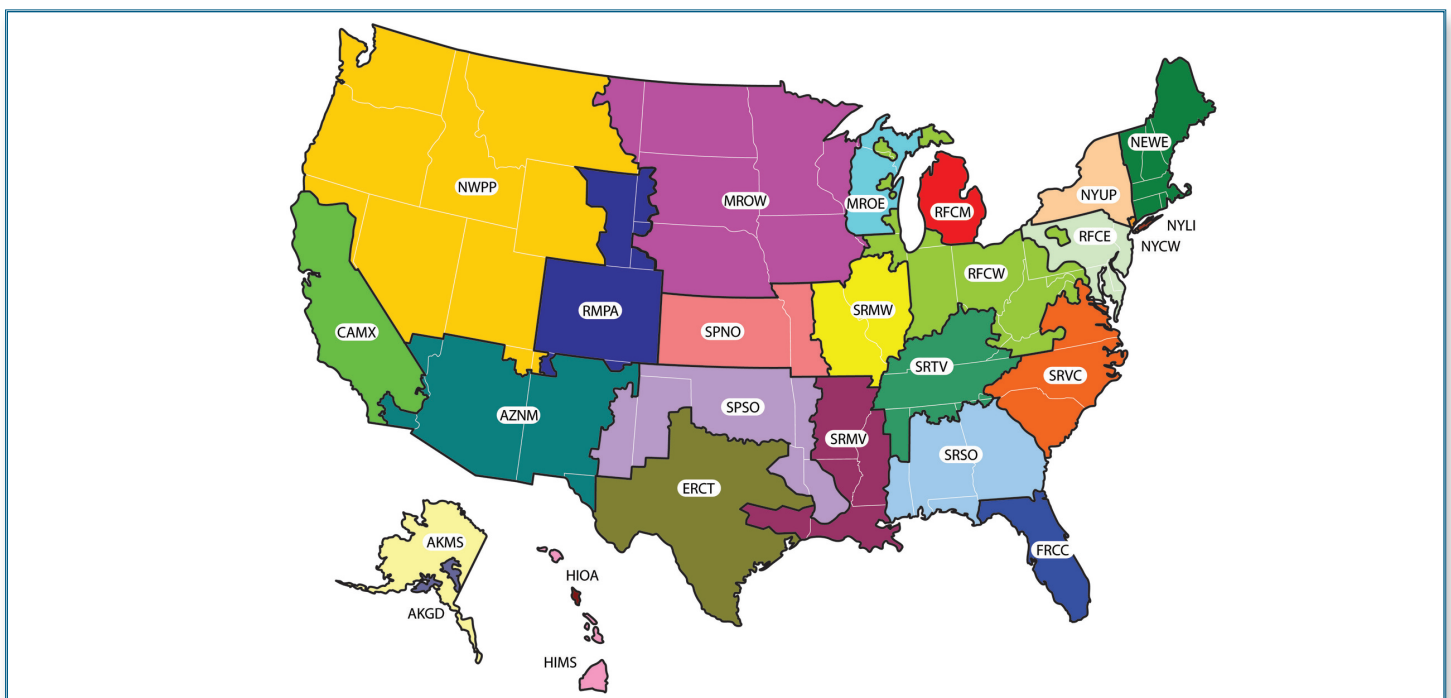 NEWE
NWPP
MROW
MROE
NYUP
RFCM
NYLI
RFCE
NYCW
RFCW
RMPA
SRMW
CAMX
SPNO
SRTV
SRVC
SPSO
AZNM
SRMV
SRSO
ERCT
AKMS
FRCC
HIOA
AKGD
HIMS